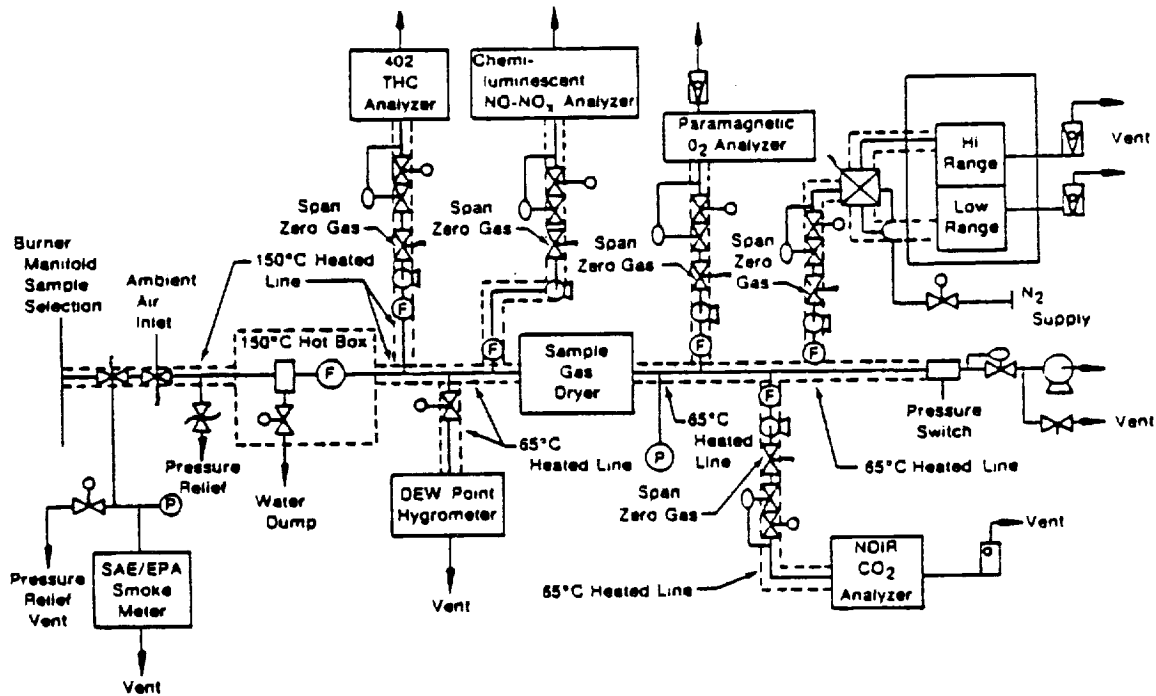 402
THC
Analyzer
Chemi-
luminescent
NO-NOx Analyzer
Paramagnetic
O2 Analyzer
Hi
Range
Low
Range
Vent
Span
Zero Gas
Span
Zero Gas
Span
Zero Gas
Span
Zero
Gas
N2
Supply
Burner
Manifold
Sample
Selection
Ambient
Air
Inlet
150°C Heated
Line
150°C Hot Box
F
F
F
F
F
Sample
Gas
Dryer
Pressure
Switch
Vent
Pressure
Relief
Water
Dump
65°C
Heated Line
65°C
Heated
Line
P
F
65°C Heated Line
DEW Point
Hygrometer
Vent
Span
Zero Gas
P
Pressure
Relief
Vent
SAE/EPA
Smoke
Meter
Vent
65°C Heated Line
NDIR
CO2
Analyzer
Vent